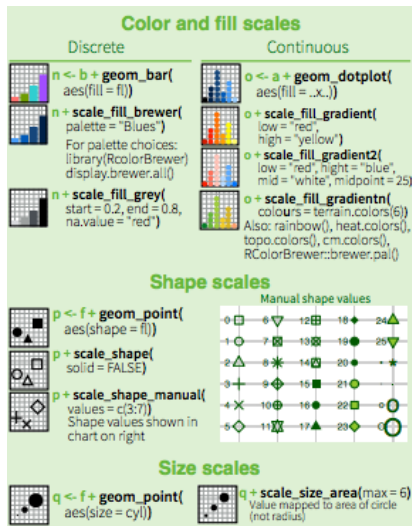 Color and fill scales
Discrete
n <- b + geom_bar(
aes(fill = fl))
n + scale_fill_brewer(
palette = "Blues")
For palette choices:
library(RcolorBrewer)
display.brewer.all()
n + scale_fill_grey(
start = 0.2, end = 0.8,
na.value = "red")
Continuous
o <- a + geom_dotplot(
aes(fill = ..x..))
o + scale_fill_gradient(
low = "red",
high = "yellow")
o + scale_fill_gradient2(
low = "red", hight = "blue",
mid = "white", midpoint = 25)
o + scale_fill_gradientn(
colours = terrain.colors(6))
Also: rainbow(), heat.colors(),
topo.colors(), cm.colors(),
RColorBrewer::brewer.pal()
Shape scales
p <- f + geom_point(
aes(shape = fl))
p + scale_shape(
solid = FALSE)
p + scale_shape_manual(
values = c(3:7))
Shape values shown in
chart on right
Manual shape values
0 6 12 18 24
1 7 13 19 25
2 8 14 20
3 9 15 21
4 10 16 22
5 11 17 23
Size scales
q <- f + geom_point(
aes(size = cyl))
q + scale_size_area(max = 6)
Value mapped to area of circle
(not radius)